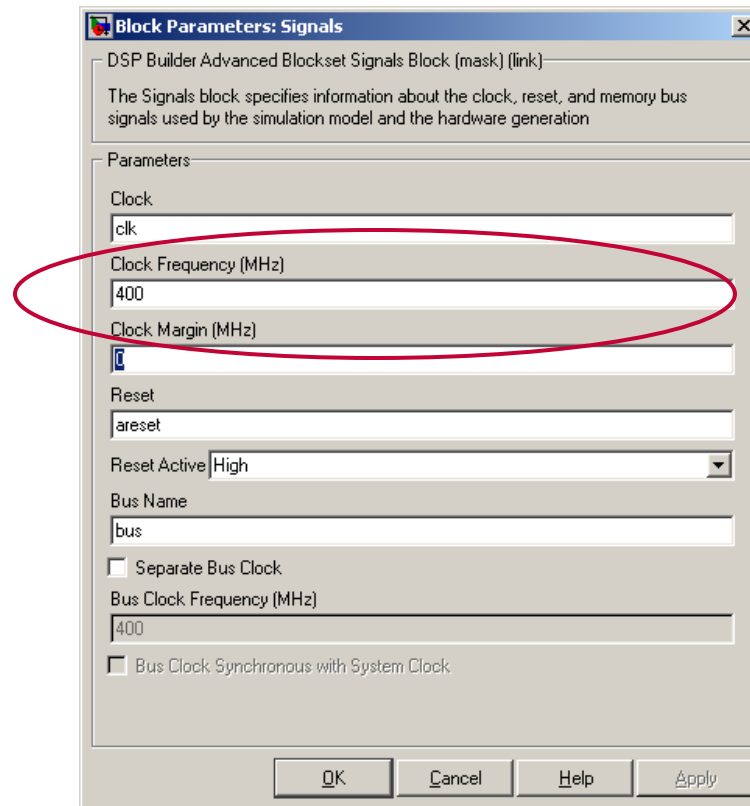 Block Parameters: Signals
DSP Builder Advanced Blockset Signals Block (mask) (link)
The Signals block specifies information about the clock, reset, and memory bus
signals used by the simulation model and the hardware generation
Parameters
Clock
clk
Clock Frequency (MHz)
400
Clock Margin (MHz)
0
Reset
areset
Reset Active High
Bus Name
bus
Separate Bus Clock
Bus Clock Frequency (MHz)
400
Bus Clock Synchronous with System Clock
OK Cancel Help Apply